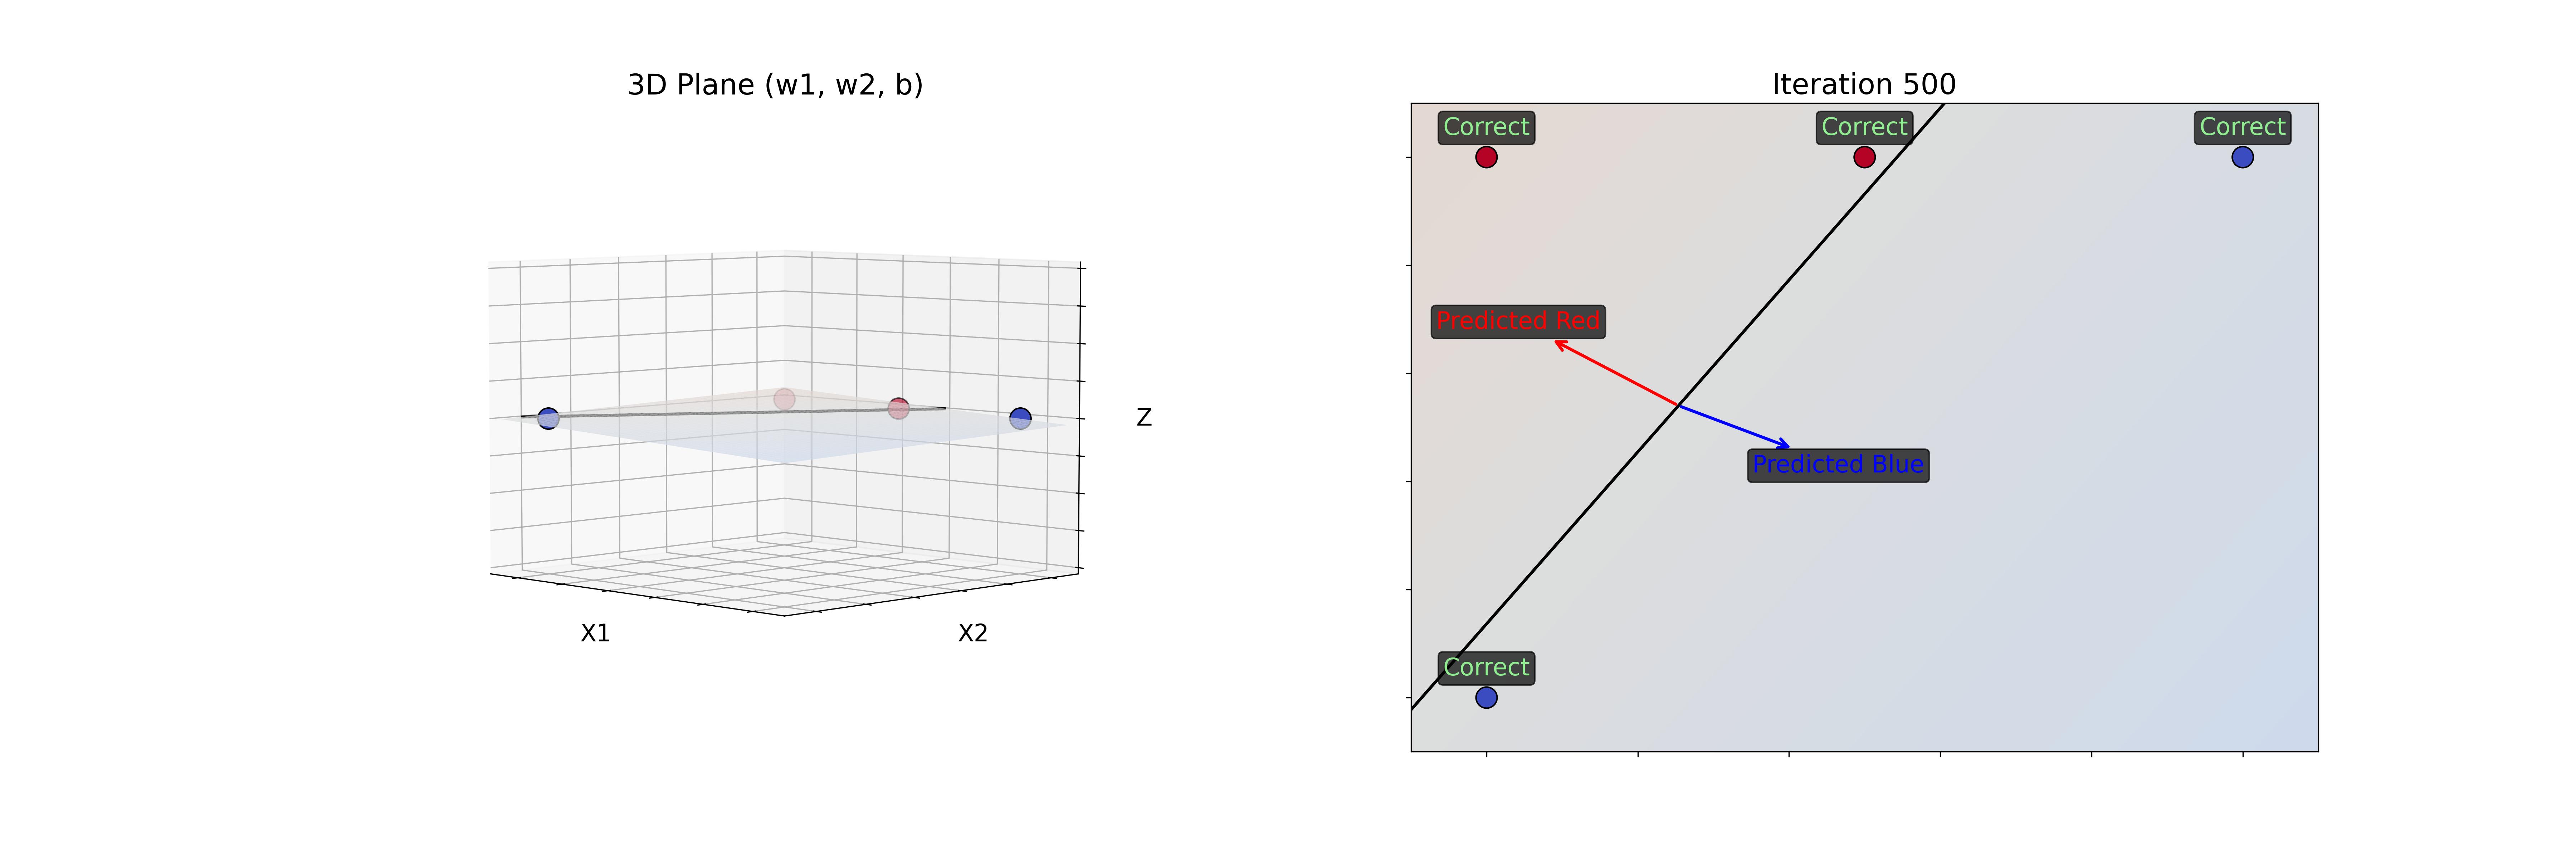 3D Plane (w1, w2, b)
Z
X1
X2
Iteration 500
Correct
Correct
Correct
Predicted Red
Predicted Blue
Correct